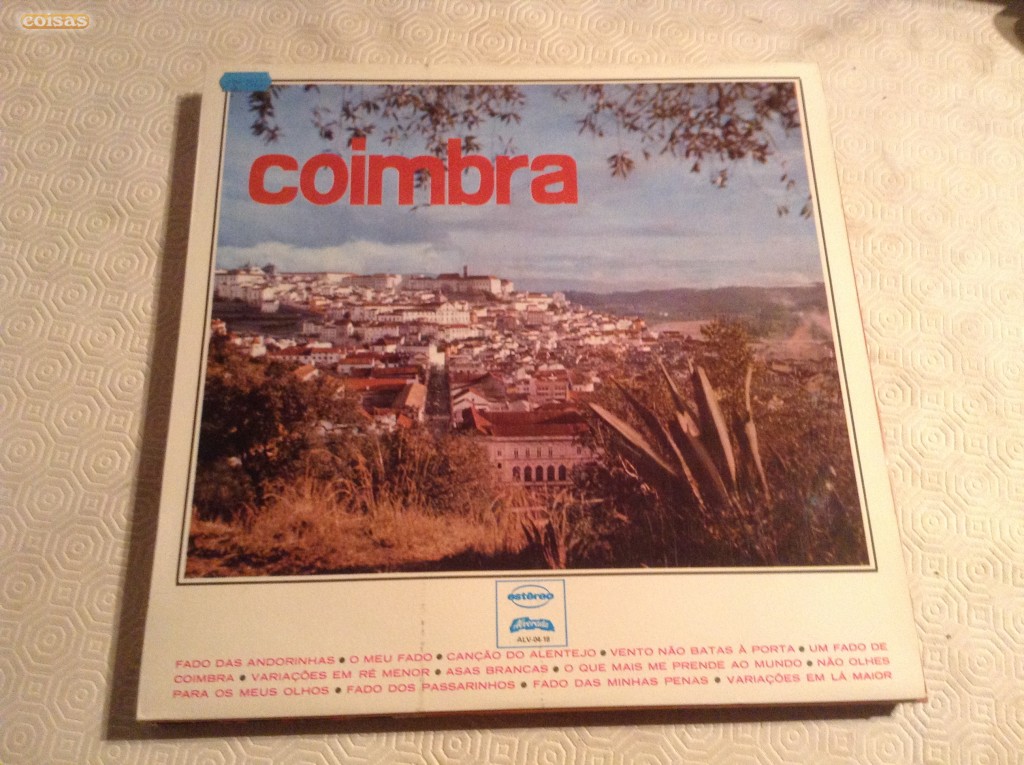 coisas
coimbra
estéreo
Alvorada
ALV-04.18
FADO DAS ANDORINHAS • O MEU FADO • CANÇÃO DO ALENTEJO • VENTO NÃO BATAS À PORTA • UM FADO DE
COIMBRA • VARIAÇÕES EM RÉ MENOR • ASAS BRANCAS • O QUE MAIS ME PRENDE AO MUNDO • NÃO OLHES
PARA OS MEUS OLHOS • FADO DOS PASSARINHOS • FADO DAS MINHAS PENAS • VARIAÇÕES EM LÁ MAIOR